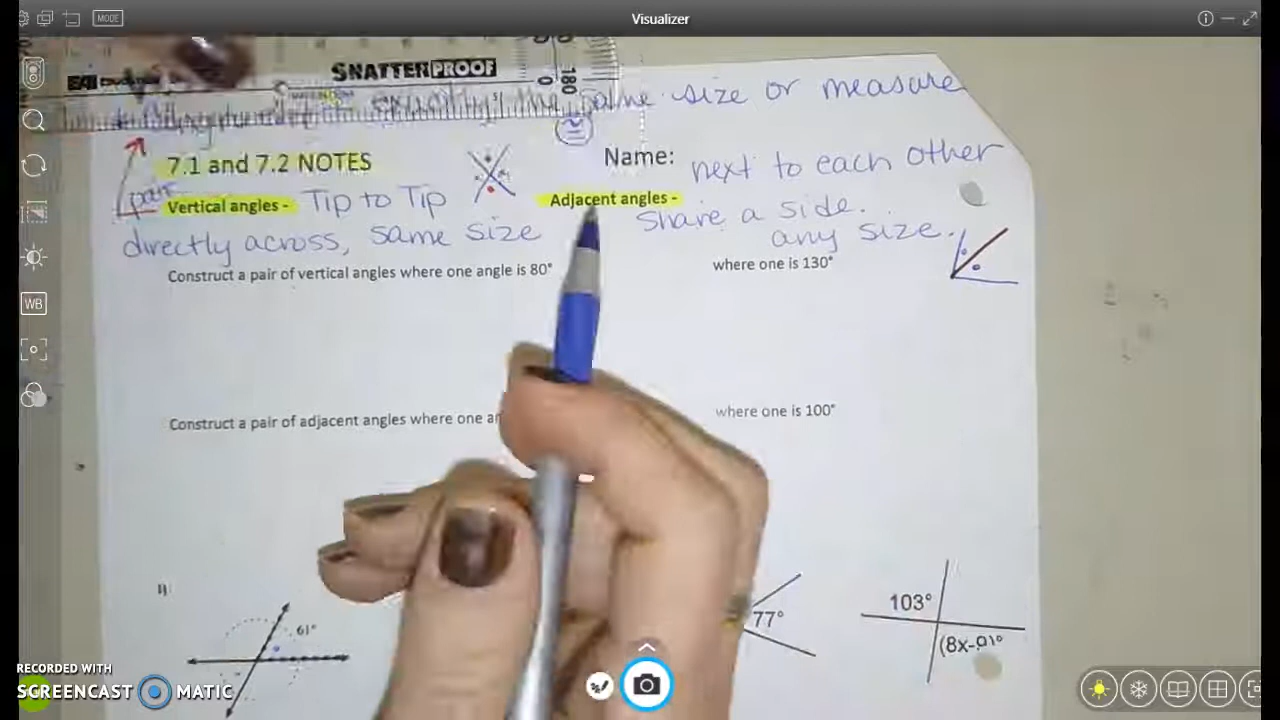 MODE
Visualizer
SHATTERPROOF
0 180
same size or measure
≅
7.1 and 7.2 NOTES
Name:
next to each other
pair
Vertical angles - Tip to Tip
Adjacent angles -
share a side.
directly across, same size
any size.
Construct a pair of vertical angles where one angle is 80°
where one is 130°
Construct a pair of adjacent angles where one
where one is 100°
WB
61°
77°
103°
RECORDED WITH
SCREENCAST MATIC